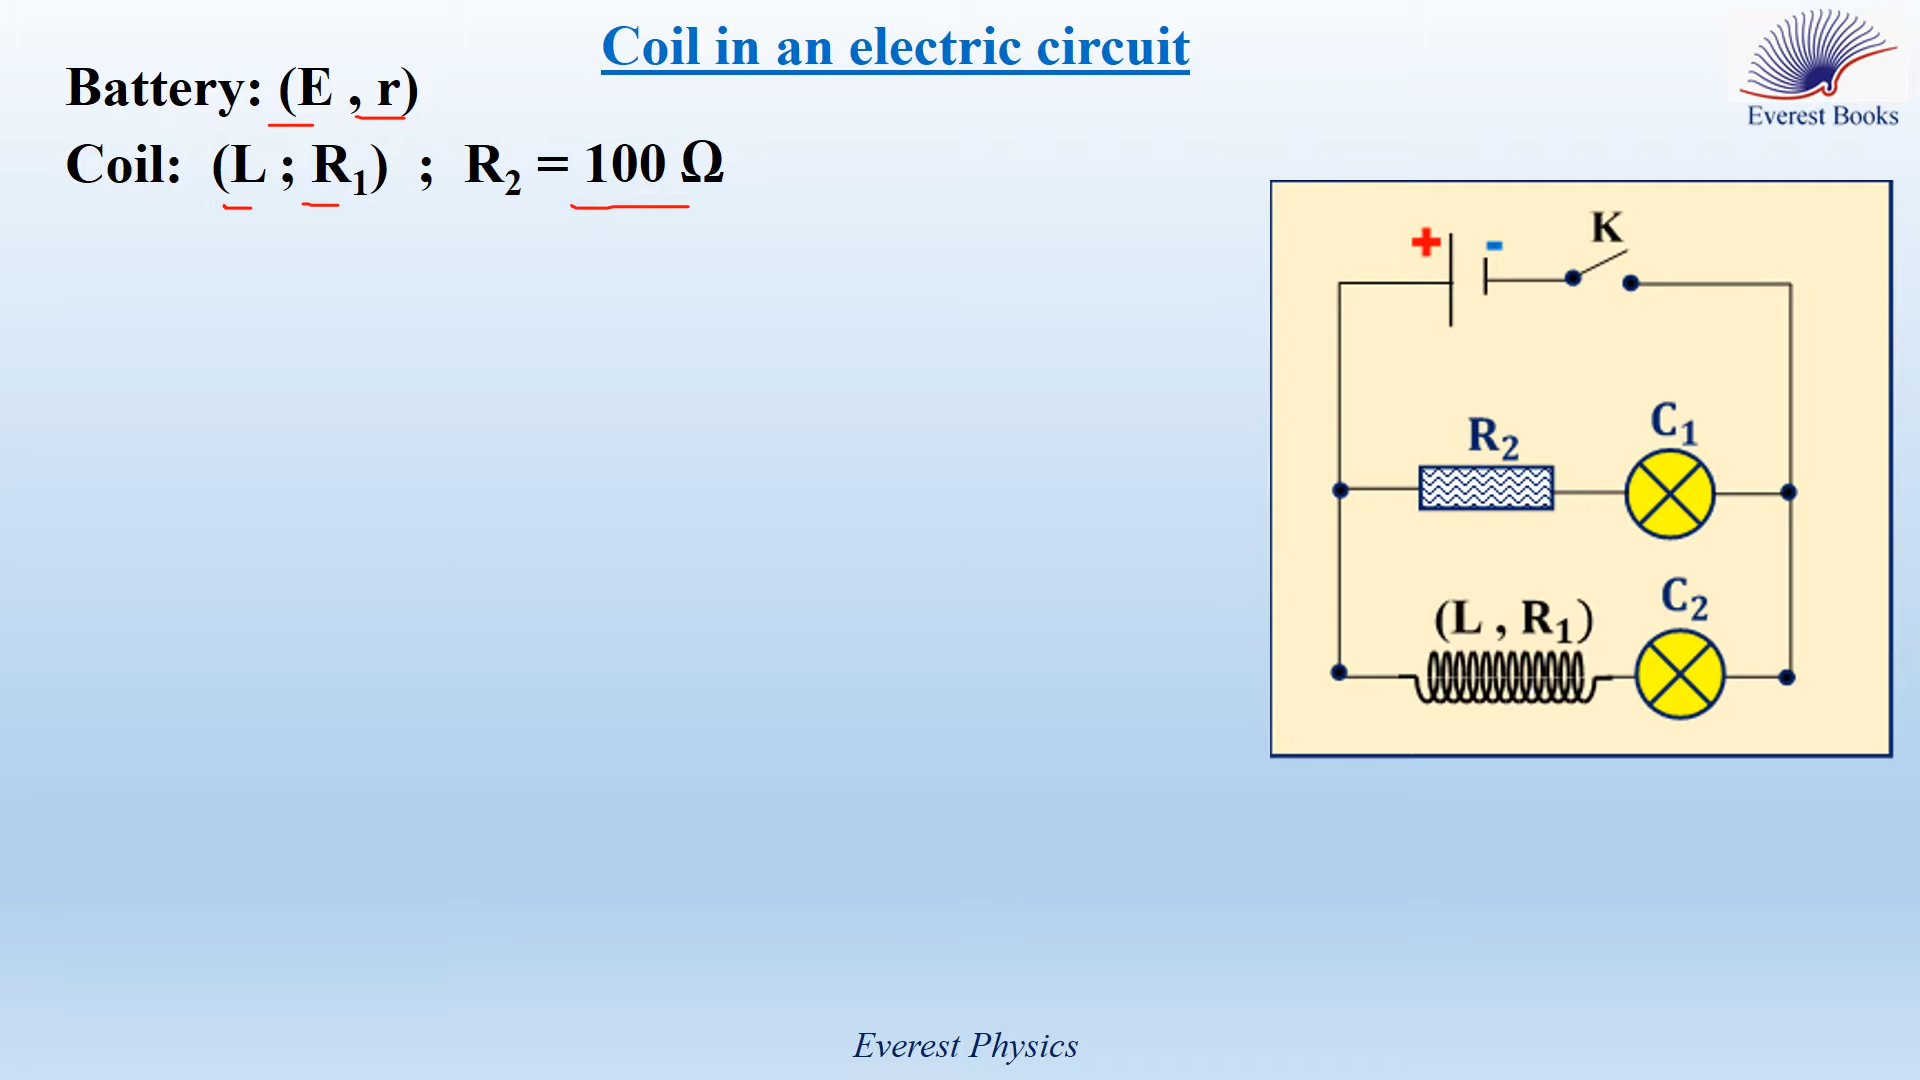 Coil in an electric circuit
Battery: (E , r)
Coil: (L ; R₁) ; R₂ = 100 Ω
Everest Books
+ - K
R₂ C₁
(L , R₁) C₂
Everest Physics